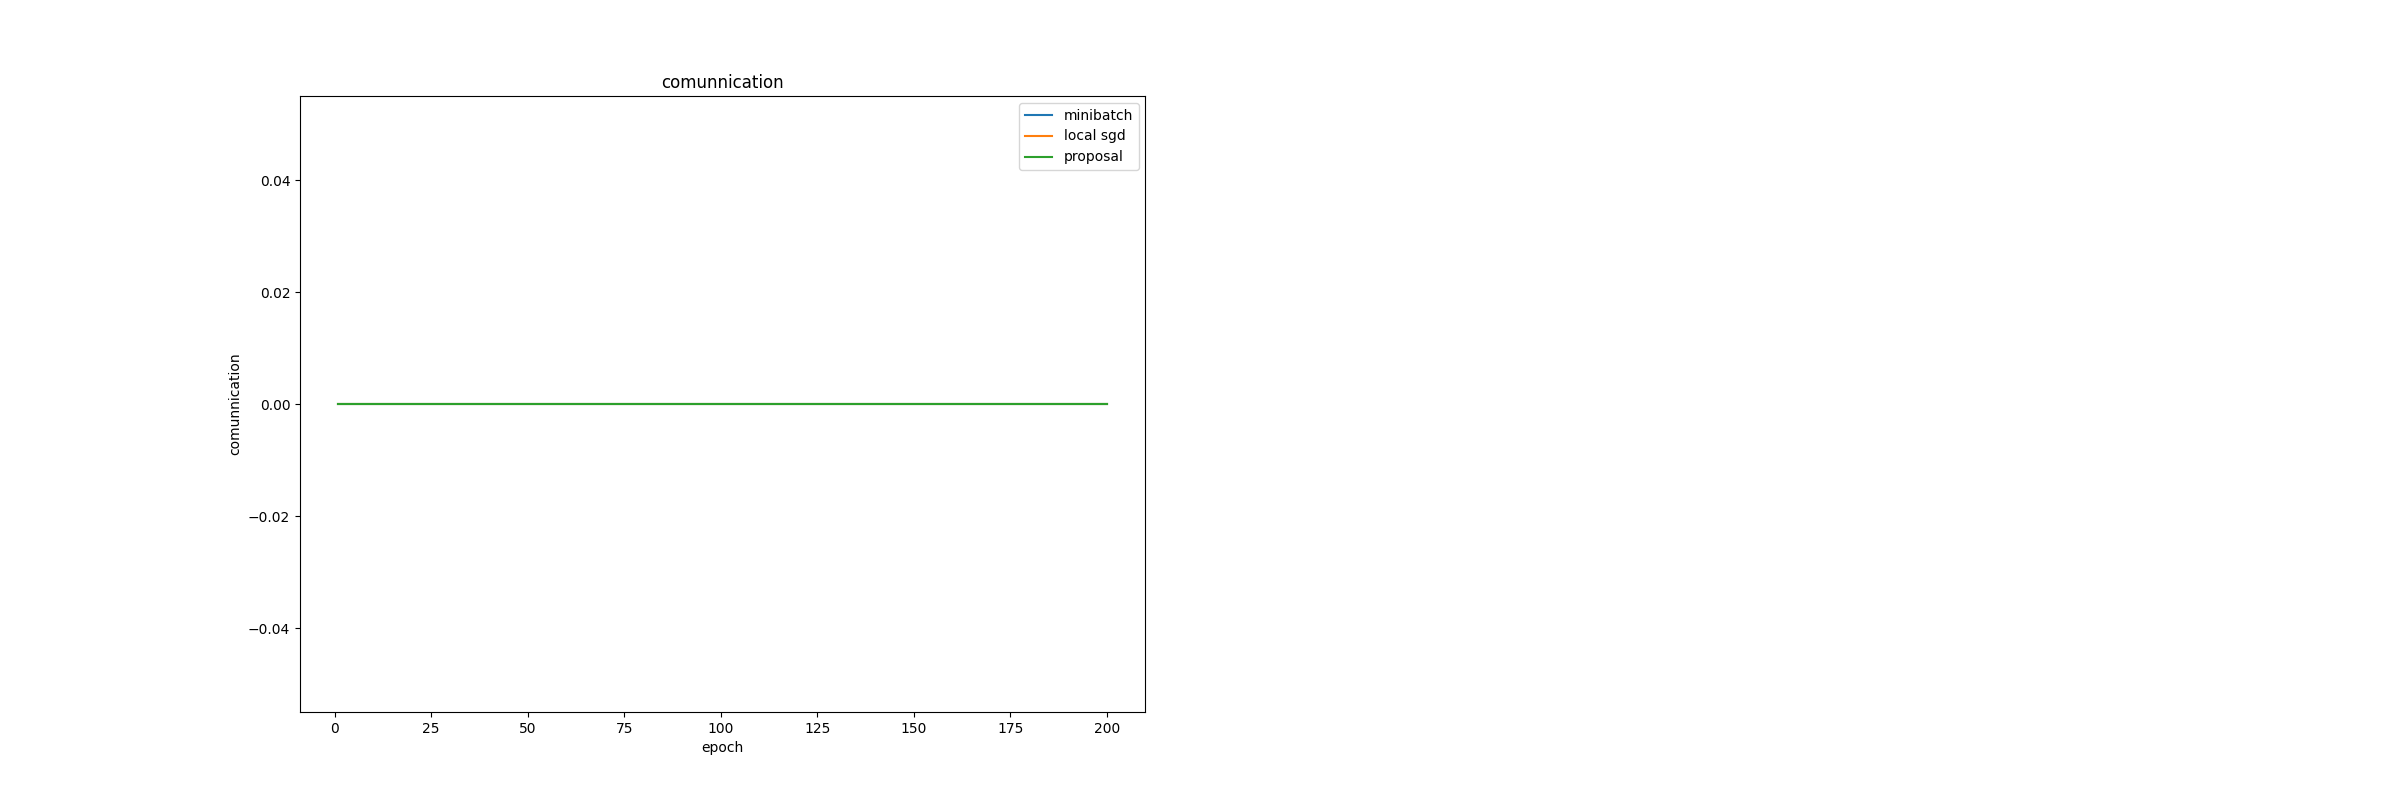 comunnication
minibatch
local sgd
proposal
0.04
0.02
0.00
−0.02
−0.04
comunnication
0 25 50 75 100 125 150 175 200
epoch